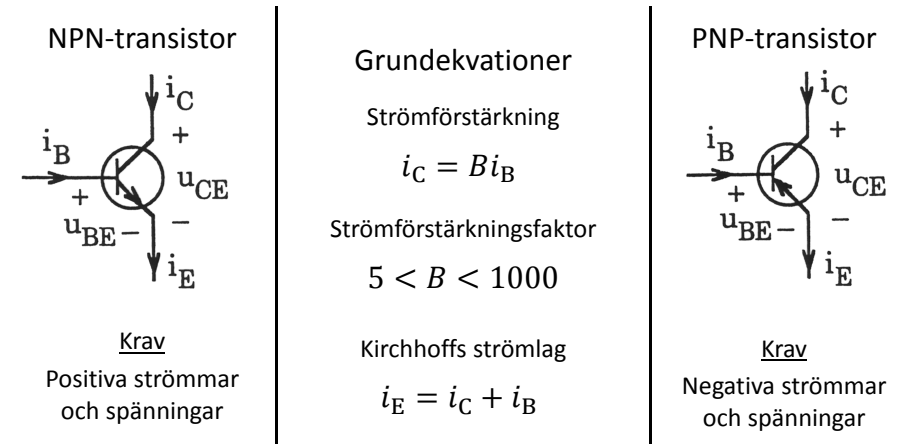 NPN-transistor
i_C
+
i_B
+
u_CE
u_BE
−
−
i_E
Krav
Positiva strömmar
och spänningar
Grundekvationer
Strömförstärkning
i_C = Bi_B
Strömförstärkningsfaktor
5 < B < 1000
Kirchhoffs strömlag
i_E = i_C + i_B
PNP-transistor
i_C
+
i_B
+
u_CE
u_BE
−
−
i_E
Krav
Negativa strömmar
och spänningar